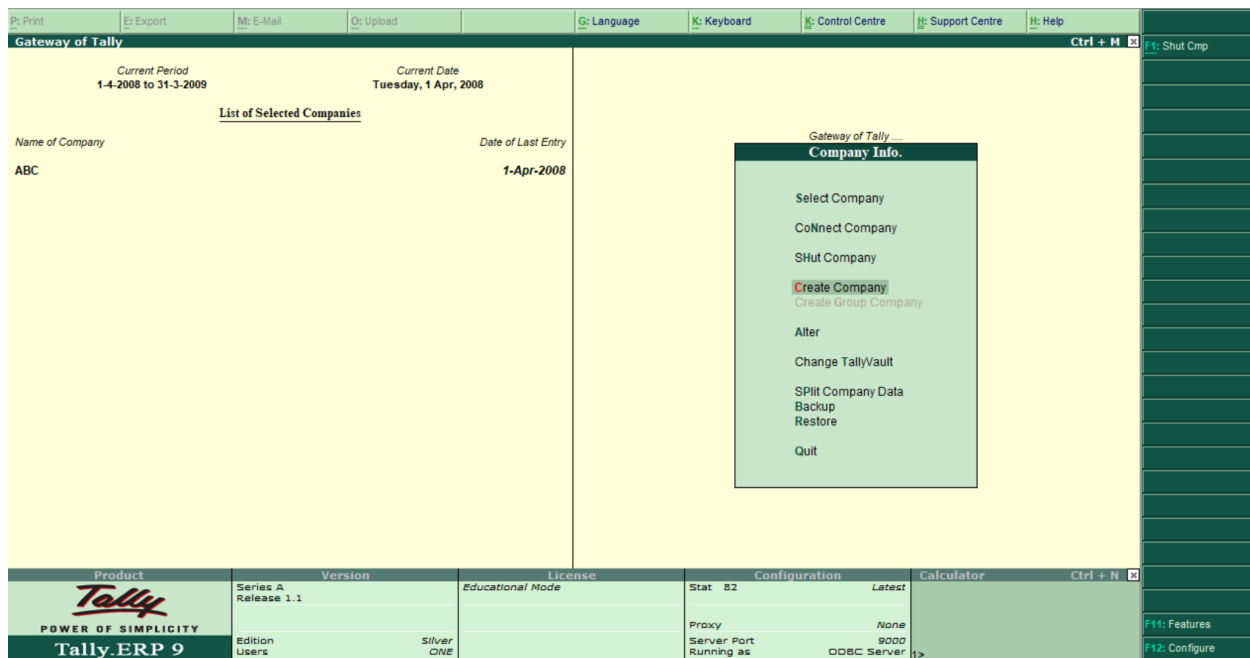 P: Print E: Export M: E-Mail O: Upload G: Language K: Keyboard K: Control Centre H: Support Centre H: Help
Gateway of Tally Ctrl + M
F1: Shut Cmp
Current Period Current Date
1-4-2008 to 31-3-2009 Tuesday, 1 Apr, 2008
List of Selected Companies
Name of Company Date of Last Entry
ABC 1-Apr-2008
Gateway of Tally ....
Company Info.
Select Company
CoNnect Company
SHut Company
Create Company
Create Group Company
Alter
Change TallyVault
SPlit Company Data
Backup
Restore
Quit
Product Version License Configuration Calculator Ctrl + N
Tally
POWER OF SIMPLICITY
Tally.ERP 9
Series A
Release 1.1
Edition Silver
Users ONE
Educational Mode
Stat 82 Latest
Proxy None
Server Port 9000
Running as ODBC Server
1>
F11: Features
F12: Configure